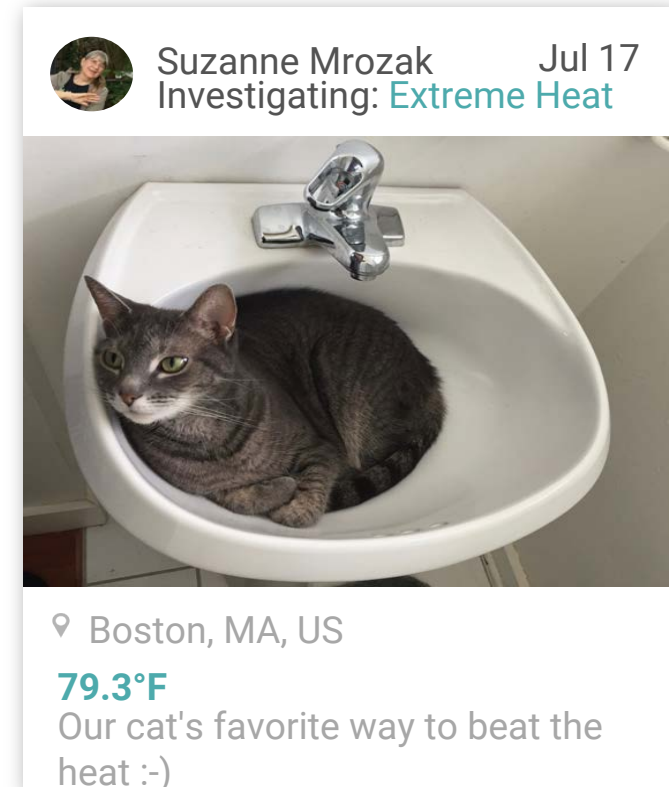 Suzanne Mrozak Jul 17
Investigating: Extreme Heat
Boston, MA, US
79.3°F
Our cat's favorite way to beat the
heat :-)